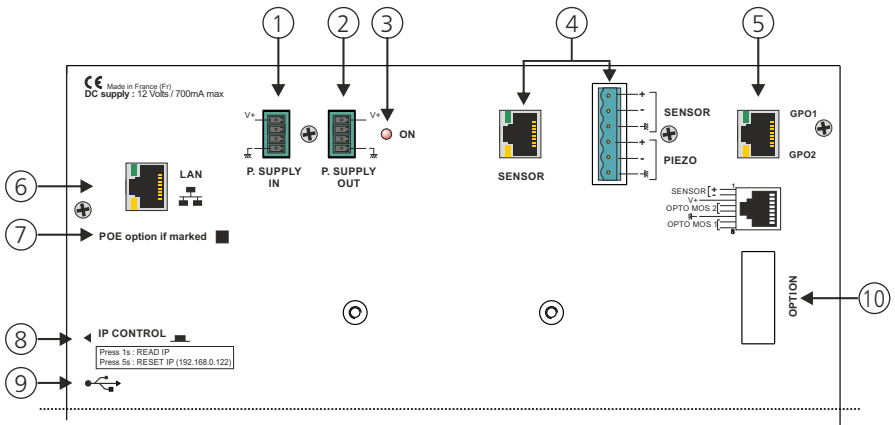 1
2
3
4
5
CE Made in France (Fr)
DC supply : 12 Volts / 700mA max
V+
V+
ON
P. SUPPLY
IN
P. SUPPLY
OUT
SENSOR
+
-
SENSOR
+
-
PIEZO
GPO1
GPO2
6
LAN
7
POE option if marked
SENSOR
+
-
V+
OPTO MOS 2
OPTO MOS 1
1
8
OPTION
10
8
IP CONTROL
Press 1s : READ IP
Press 5s : RESET IP (192.168.0.122)
9